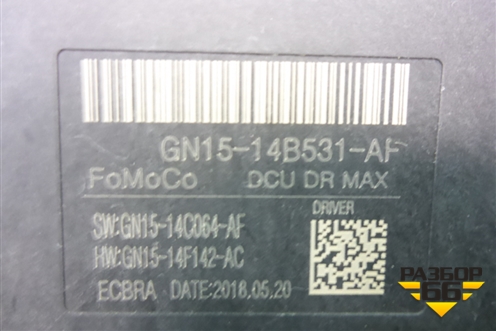 GN15-14B531-AF
FoMoCo DCU DR MAX
DRIVER
SW:GN15-14C064-AF
HW:GN15-14F142-AC
ECBRA DATE:2018.05.20
РАЗБОР
66